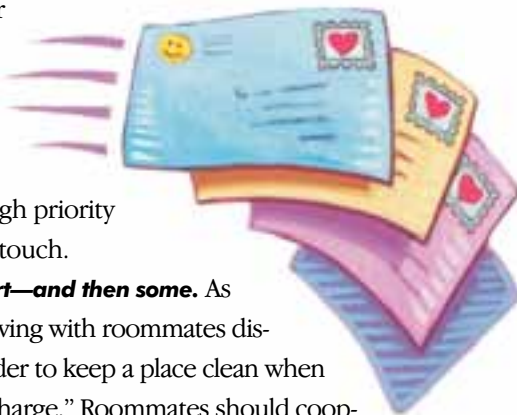 r
gh priority
touch.
rt—and then some. As
ving with roommates dis-
der to keep a place clean when
harge.” Roommates should coop-